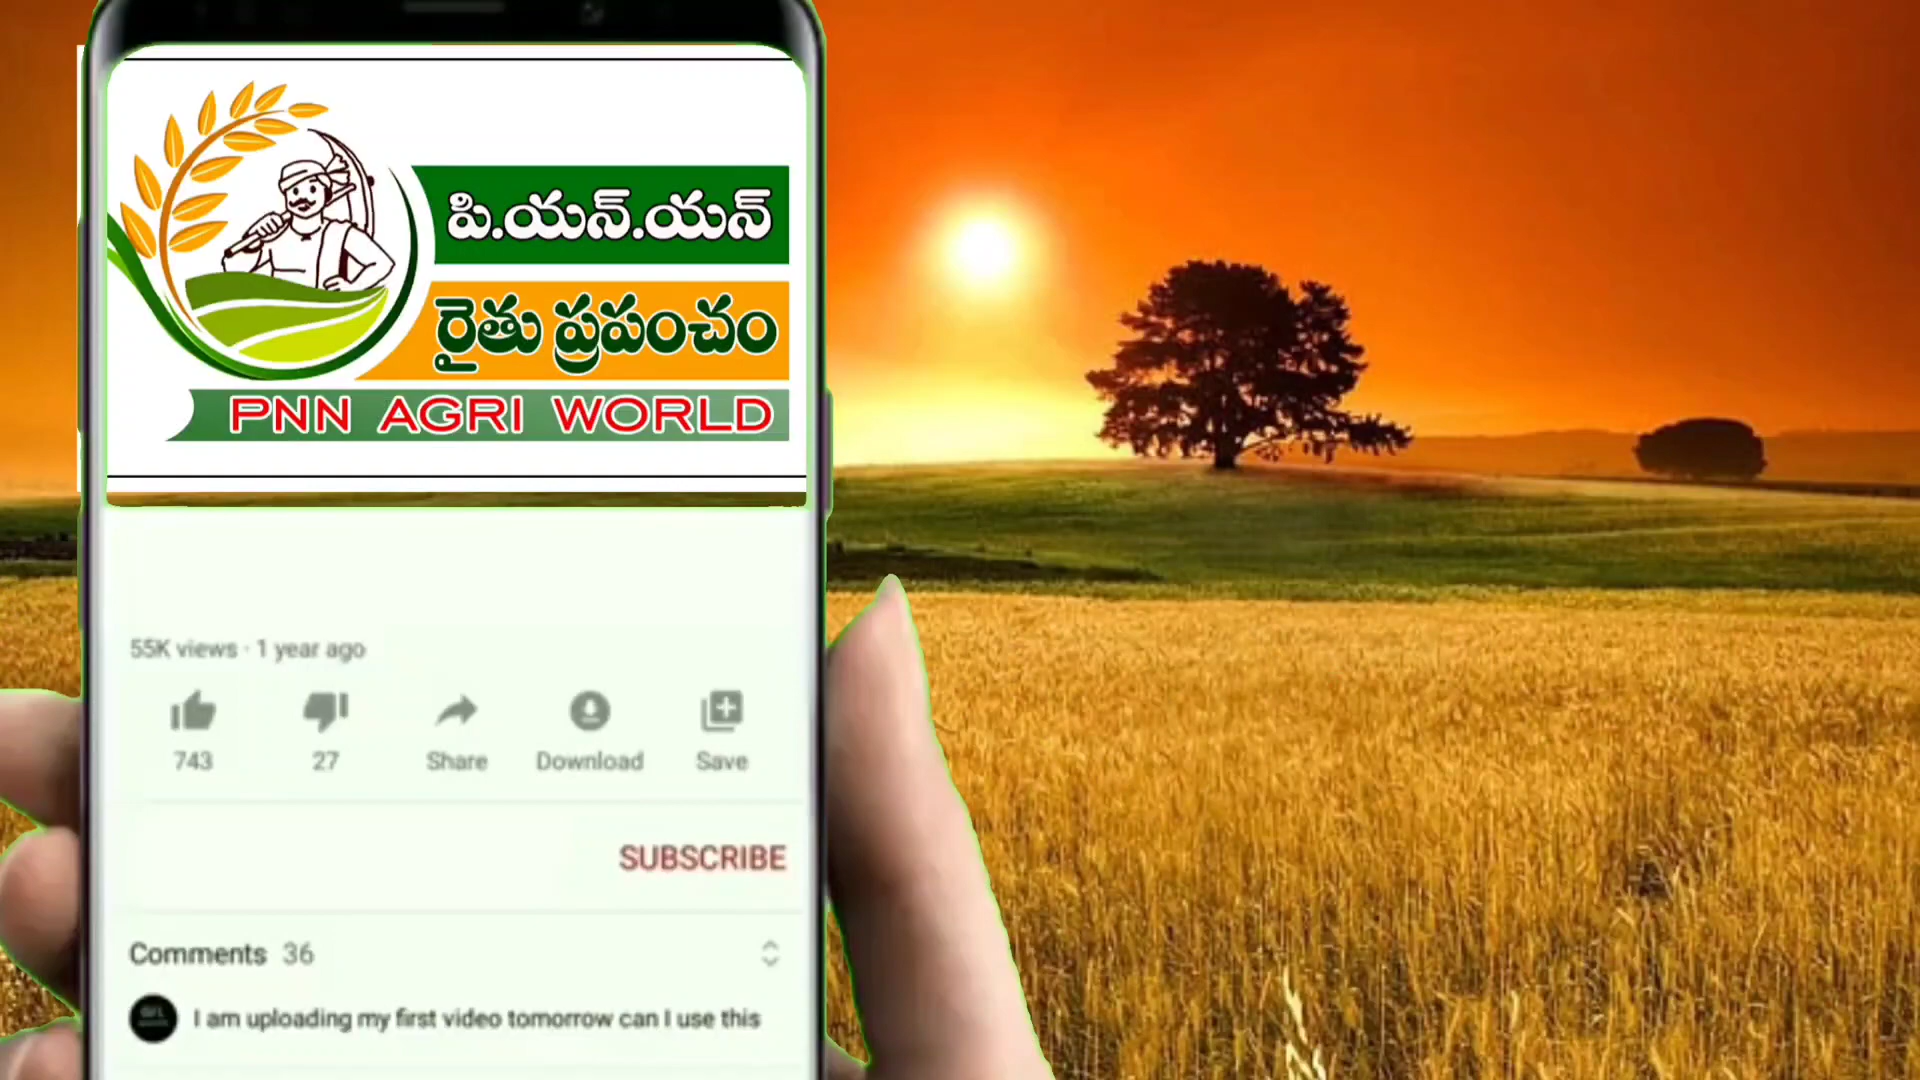 పి.యన్.యన్
రైతు ప్రపంచం
PNN AGRI WORLD
55K views · 1 year ago
743
27
Share
Download
Save
SUBSCRIBE
Comments 36
I am uploading my first video tomorrow can I use this